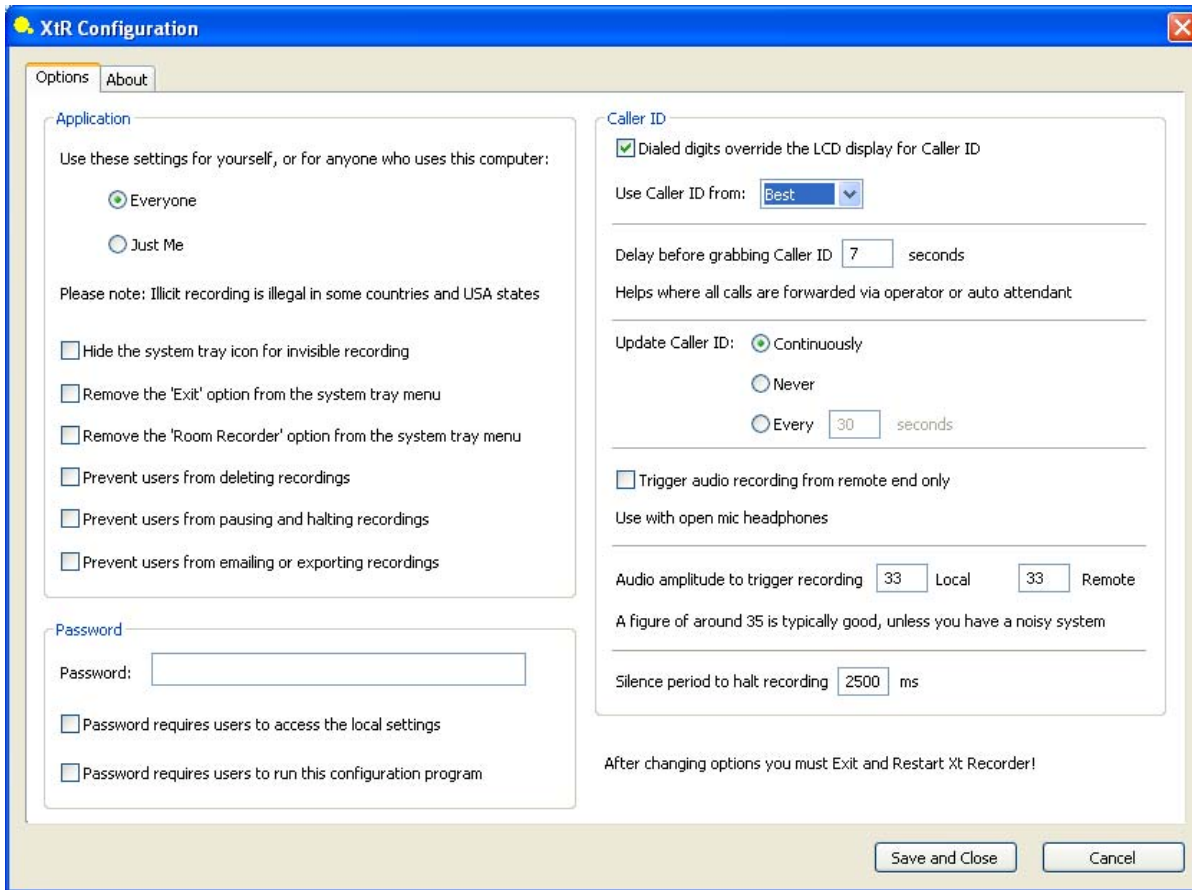 XtR Configuration
Options
About
Application
Use these settings for yourself, or for anyone who uses this computer:
Everyone
Just Me
Please note: Illicit recording is illegal in some countries and USA states
Hide the system tray icon for invisible recording
Remove the 'Exit' option from the system tray menu
Remove the 'Room Recorder' option from the system tray menu
Prevent users from deleting recordings
Prevent users from pausing and halting recordings
Prevent users from emailing or exporting recordings
Password
Password:
Password requires users to access the local settings
Password requires users to run this configuration program
Caller ID
Dialed digits override the LCD display for Caller ID
Use Caller ID from: Best
Delay before grabbing Caller ID 7 seconds
Helps where all calls are forwarded via operator or auto attendant
Update Caller ID: Continuously
Never
Every 30 seconds
Trigger audio recording from remote end only
Use with open mic headphones
Audio amplitude to trigger recording 33 Local 33 Remote
A figure of around 35 is typically good, unless you have a noisy system
Silence period to halt recording 2500 ms
After changing options you must Exit and Restart Xt Recorder!
Save and Close
Cancel